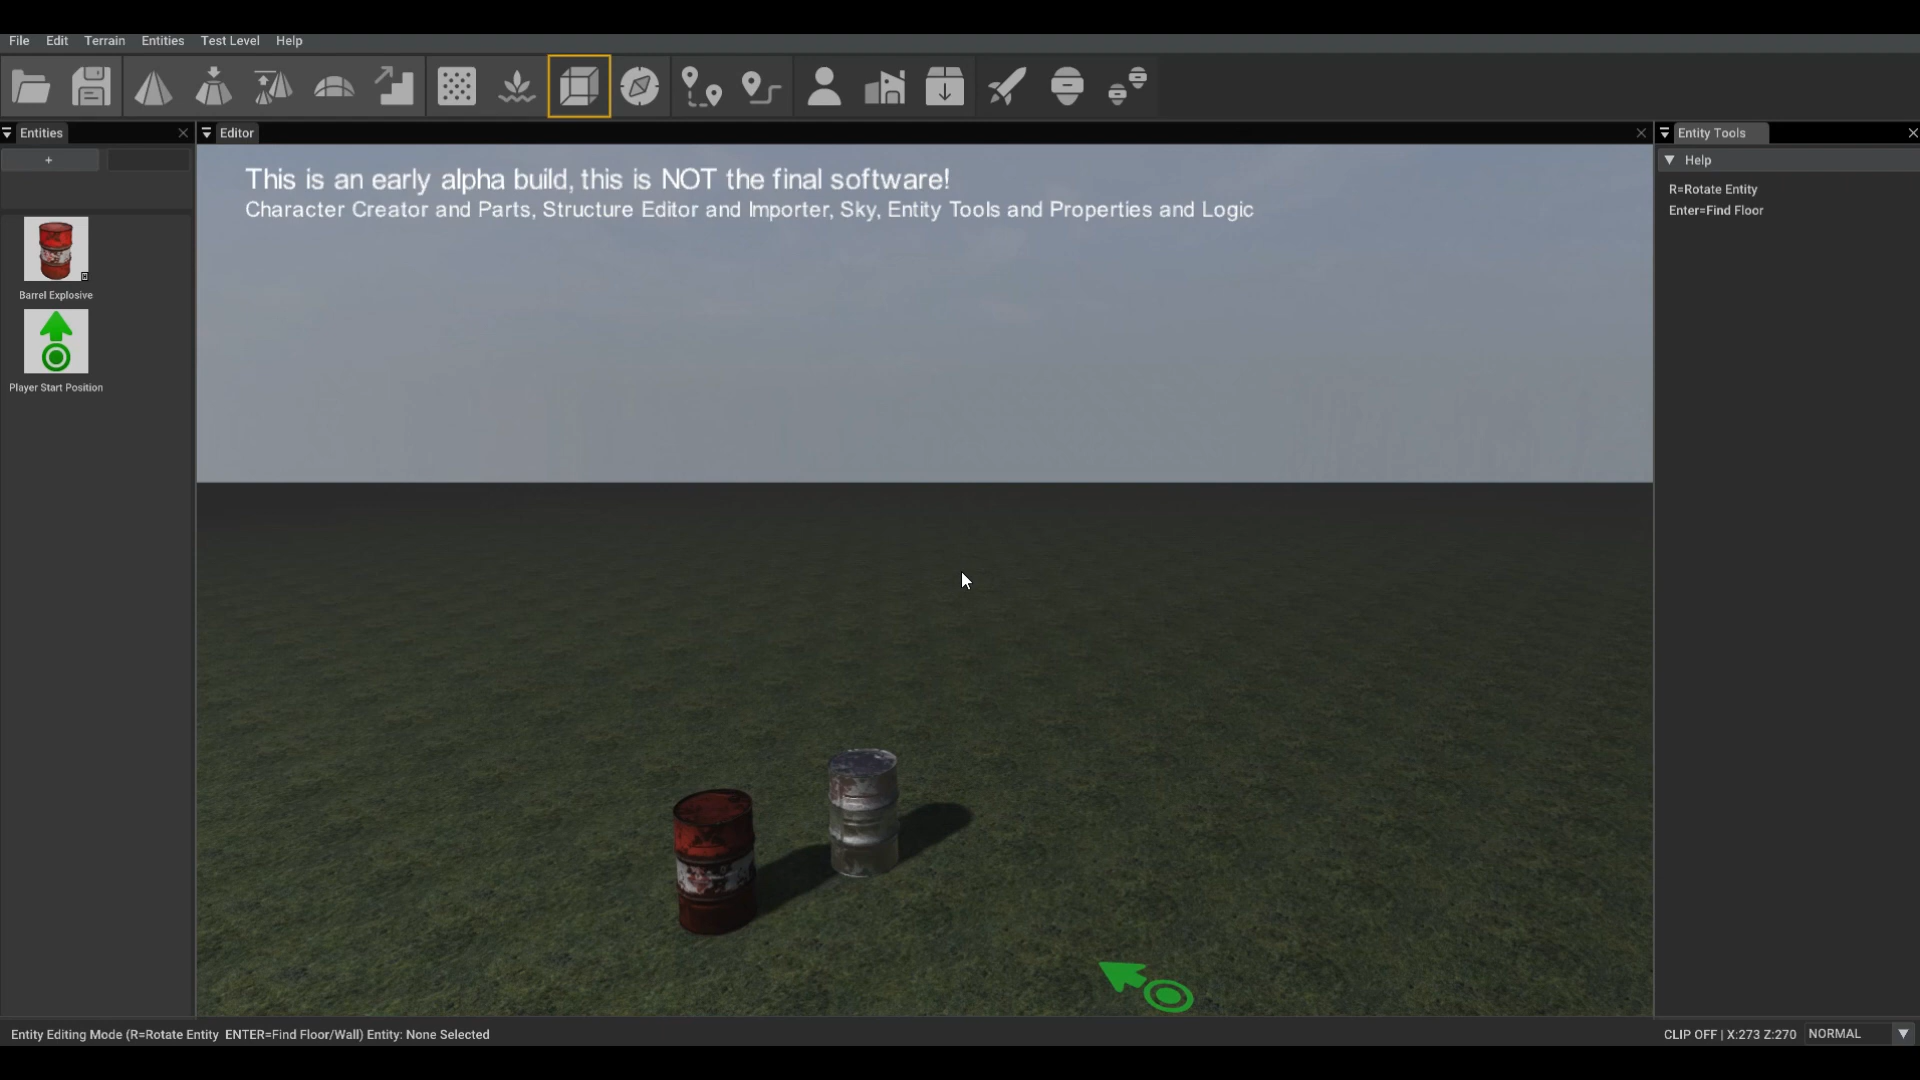 File Edit Terrain Entities Test Level Help
Entities
Editor
Entity Tools
+
Help
This is an early alpha build, this is NOT the final software!
R=Rotate Entity
Character Creator and Parts, Structure Editor and Importer, Sky, Entity Tools and Properties and Logic
Enter=Find Floor
Barrel Explosive
Player Start Position
Entity Editing Mode (R=Rotate Entity ENTER=Find Floor/Wall) Entity: None Selected
CLIP OFF | X:273 Z:270 NORMAL